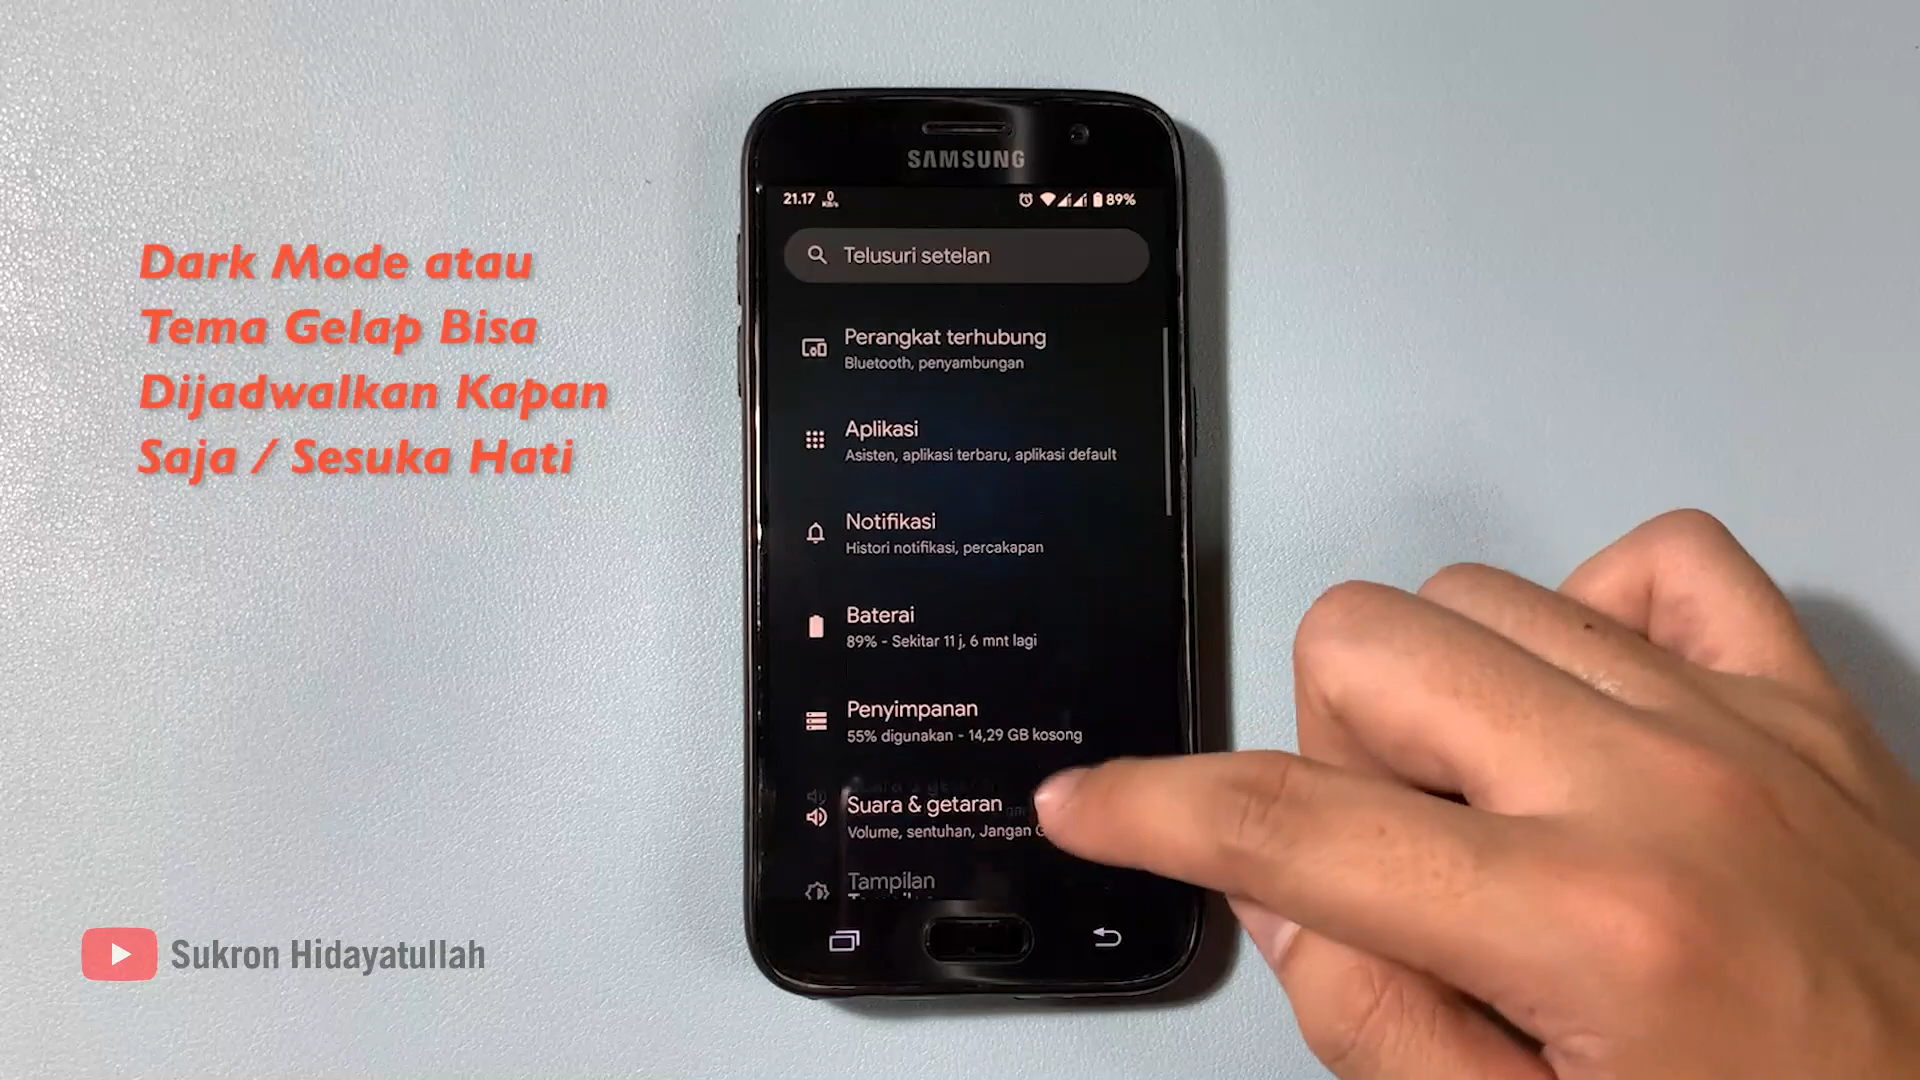 Dark Mode atau
Tema Gelap Bisa
Dijadwalkan Kapan
Saja / Sesuka Hati
Sukron Hidayatullah
SAMSUNG
21.17
89%
Telusuri setelan
Perangkat terhubung
Bluetooth, penyambungan
Aplikasi
Asisten, aplikasi terbaru, aplikasi default
Notifikasi
Histori notifikasi, percakapan
Baterai
89% - Sekitar 11 j, 6 mnt lagi
Penyimpanan
55% digunakan - 14,29 GB kosong
Suara & getaran
Volume, sentuhan, Jangan
Tampilan